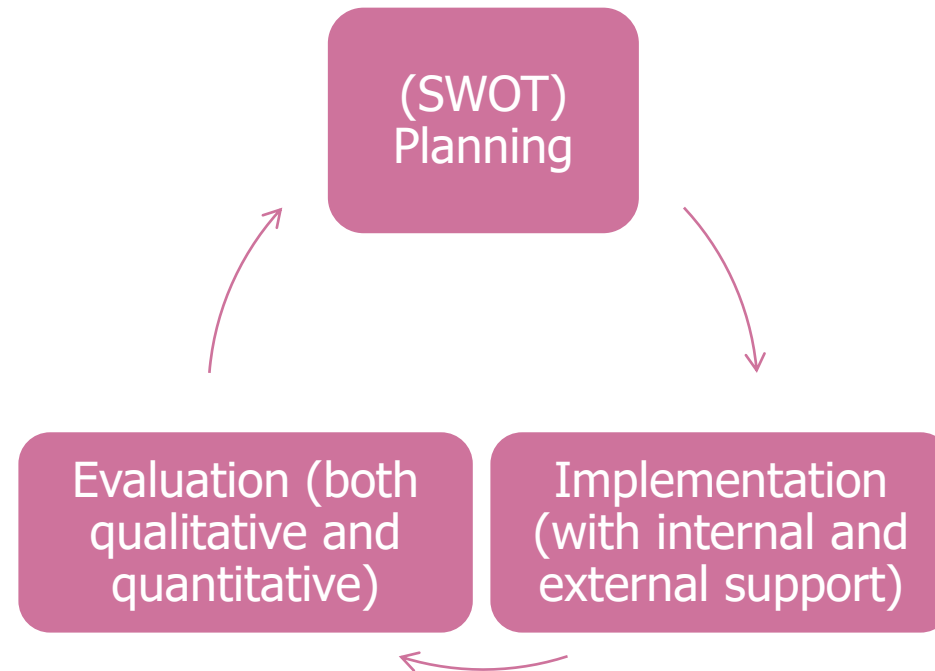 (SWOT)
Planning
Evaluation (both
qualitative and
quantitative)
Implementation
(with internal and
external support)